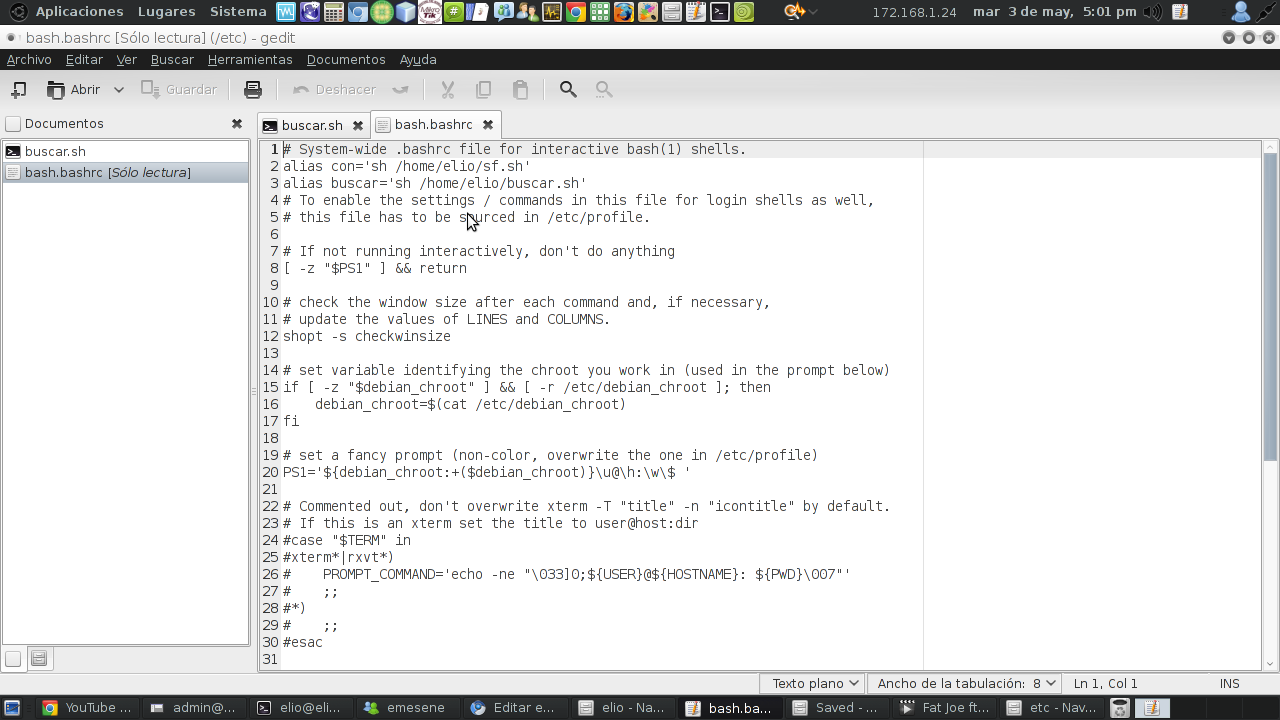 Aplicaciones Lugares Sistema 172.168.1.24 mar 3 de may, 5:01 pm
bash.bashrc [Sólo lectura] (/etc) - gedit
Archivo Editar Ver Buscar Herramientas Documentos Ayuda
Abrir Guardar Deshacer
Documentos buscar.sh bash.bashrc
buscar.sh
bash.bashrc [Sólo lectura]
1 # System-wide .bashrc file for interactive bash(1) shells.
2 alias con='sh /home/elio/sf.sh'
3 alias buscar='sh /home/elio/buscar.sh'
4 # To enable the settings / commands in this file for login shells as well,
5 # this file has to be sourced in /etc/profile.
6
7 # If not running interactively, don't do anything
8 [ -z "$PS1" ] && return
9
10 # check the window size after each command and, if necessary,
11 # update the values of LINES and COLUMNS.
12 shopt -s checkwinsize
13
14 # set variable identifying the chroot you work in (used in the prompt below)
15 if [ -z "$debian_chroot" ] && [ -r /etc/debian_chroot ]; then
16     debian_chroot=$(cat /etc/debian_chroot)
17 fi
18
19 # set a fancy prompt (non-color, overwrite the one in /etc/profile)
20 PS1='${debian_chroot:+($debian_chroot)}\u@\h:\w\$ '
21
22 # Commented out, don't overwrite xterm -T "title" -n "icontitle" by default.
23 # If this is an xterm set the title to user@host:dir
24 #case "$TERM" in
25 #xterm*|rxvt*)
26 #    PROMPT_COMMAND='echo -ne "\033]0;${USER}@${HOSTNAME}: ${PWD}\007"'
27 #    ;;
28 #*)
29 #    ;;
30 #esac
31
Texto plano Ancho de la tabulación: 8 Ln 1, Col 1 INS
YouTube ... admin@... elio@eli... emesene Editar e... elio - Na... bash.ba... Saved - ... Fat Joe ft... etc - Nav...